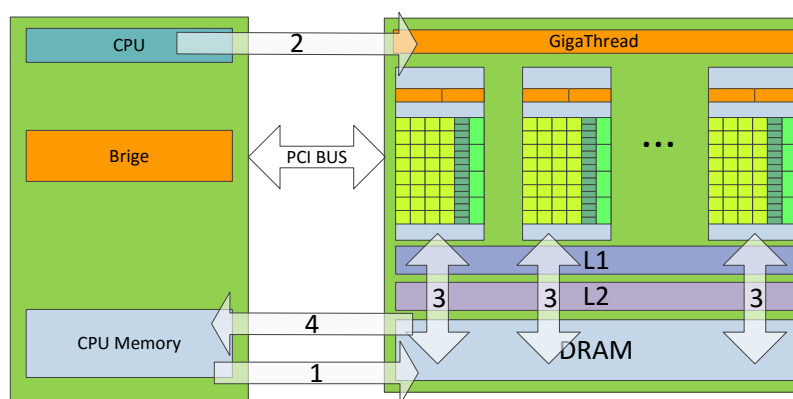 CPU
2
GigaThread
Brige
PCI BUS
...
L1
3
3
3
L2
4
CPU Memory
DRAM
1